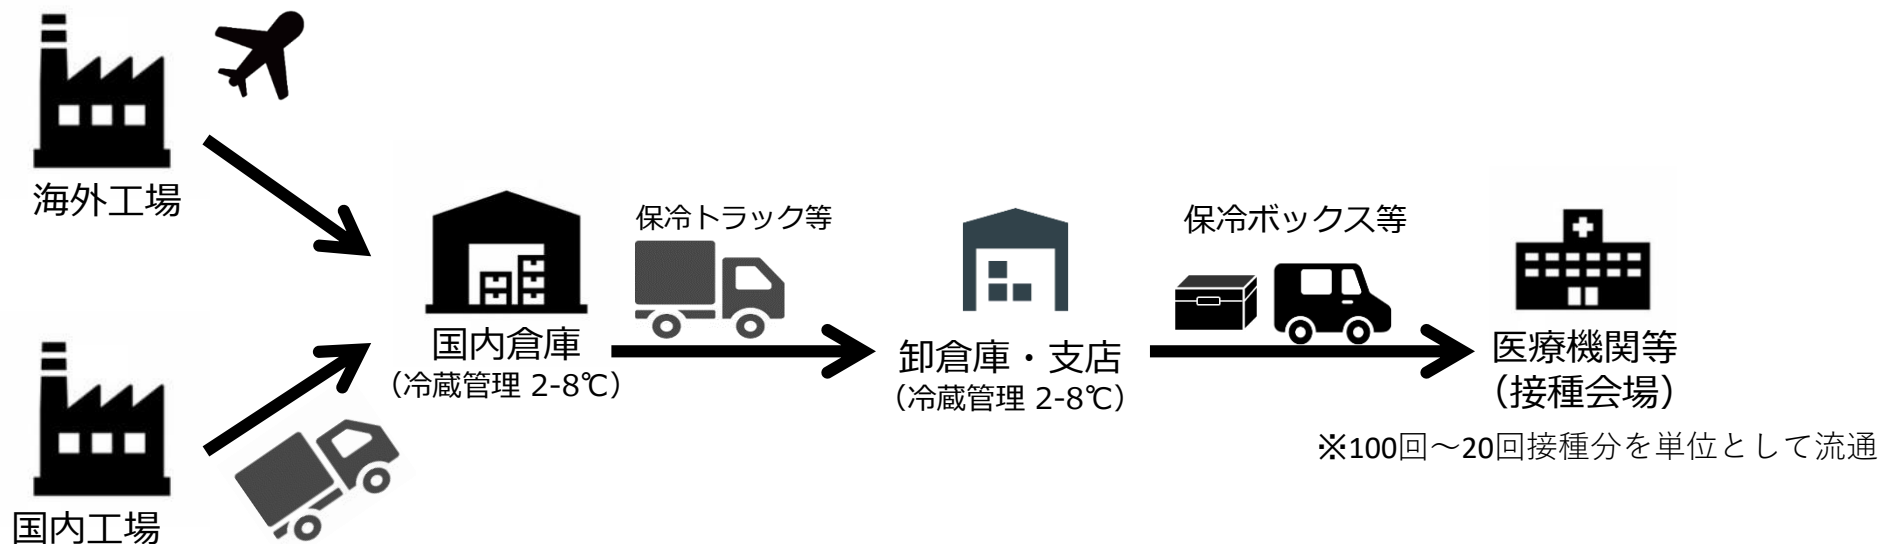 海外工場
国内工場
国内倉庫
（冷蔵管理 2-8℃）
保冷トラック等
卸倉庫・支店
（冷蔵管理 2-8℃）
保冷ボックス等
医療機関等
（接種会場）
※100回～20回接種分を単位として流通